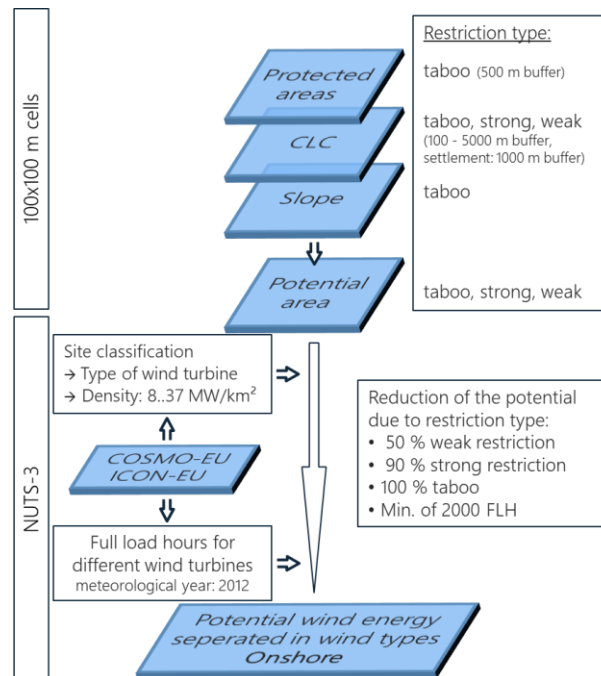 100x100 m cells
Protected
areas
CLC
Slope
Potential
area
Restriction type:
taboo (500 m buffer)
taboo, strong, weak
(100 - 5000 m buffer,
settlement: 1000 m buffer)
taboo
taboo, strong, weak
NUTS-3
Site classification
→ Type of wind turbine
→ Density: 8..37 MW/km²
COSMO-EU
ICON-EU
Full load hours for
different wind turbines
meteorological year: 2012
Reduction of the potential
due to restriction type:
• 50 % weak restriction
• 90 % strong restriction
• 100 % taboo
• Min. of 2000 FLH
Potential wind energy
seperated in wind types
Onshore